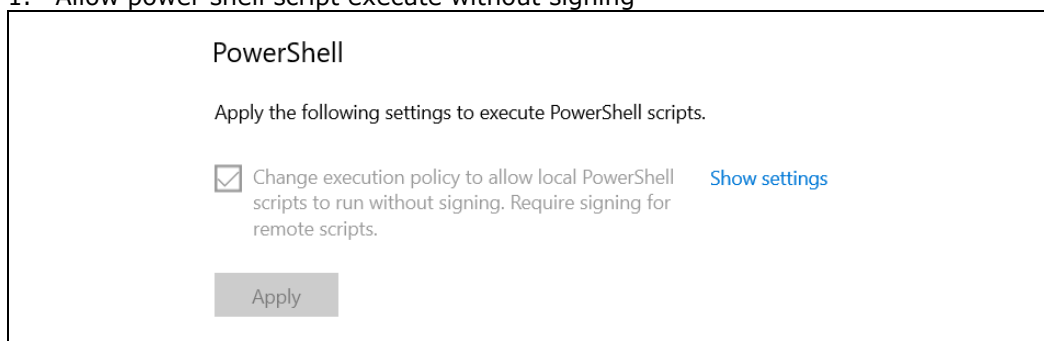 1. Allow power shell script execute without signing
PowerShell
Apply the following settings to execute PowerShell scripts.
Change execution policy to allow local PowerShell Show settings
scripts to run without signing. Require signing for
remote scripts.
Apply